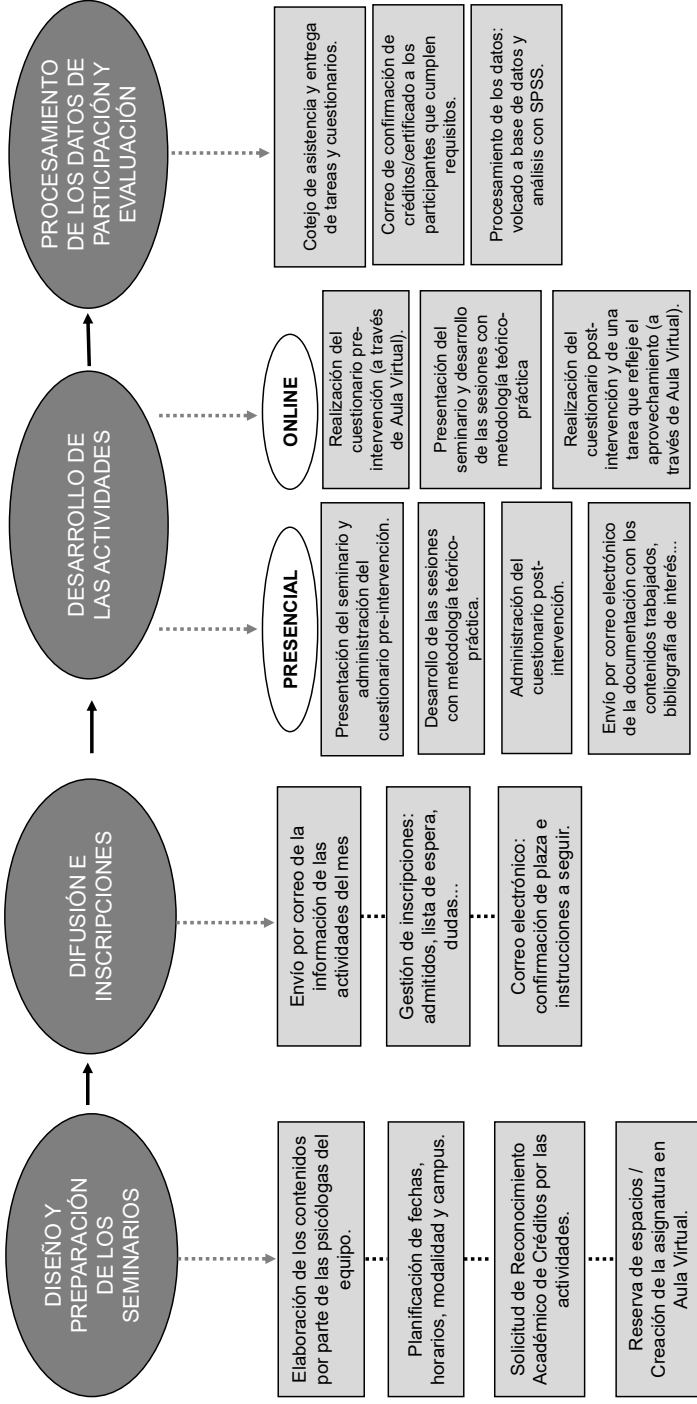 DISEÑO Y
PREPARACIÓN
DE LOS
SEMINARIOS
Elaboración de los contenidos
por parte de las psicólogas del
equipo.
Planificación de fechas,
horarios, modalidad y campus.
Solicitud de Reconocimiento
Académico de Créditos por las
actividades.
Reserva de espacios /
Creación de la asignatura en
Aula Virtual.
DIFUSIÓN E
INSCRIPCIONES
Envío por correo de la
información de las
actividades del mes
Gestión de inscripciones:
admitidos, lista de espera,
dudas…
Correo electrónico:
confirmación de plaza e
instrucciones a seguir.
DESARROLLO DE
LAS ACTIVIDADES
PRESENCIAL
Presentación del seminario y
administración del
cuestionario pre-intervención.
Desarrollo de las sesiones
con metodología teórico-
práctica.
Administración del
cuestionario post-
intervención.
Envío por correo electrónico
de la documentación con los
contenidos trabajados,
bibliografía de interés…
ONLINE
Realización del
cuestionario pre-
intervención (a través
de Aula Virtual).
Presentación del
seminario y desarrollo
de las sesiones con
metodología teórico-
práctica
Realización del
cuestionario post-
intervención y de una
tarea que refleje el
aprovechamiento (a
través de Aula Virtual).
PROCESAMIENTO
DE LOS DATOS DE
PARTICIPACIÓN Y
EVALUACIÓN
Cotejo de asistencia y entrega
de tareas y cuestionarios.
Correo de confirmación de
créditos/certificado a los
participantes que cumplen
requisitos.
Procesamiento de los datos:
volcado a base de datos y
análisis con SPSS.